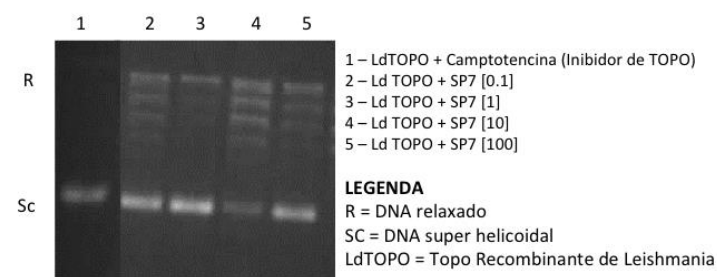 1 2 3 4 5
R
Sc
1 – LdTOPO + Camptotencina (Inibidor de TOPO)
2 – Ld TOPO + SP7 [0.1]
3 – Ld TOPO + SP7 [1]
4 – Ld TOPO + SP7 [10]
5 – Ld TOPO + SP7 [100]
LEGENDA
R = DNA relaxado
SC = DNA super helicoidal
LdTOPO = Topo Recombinante de Leishmania